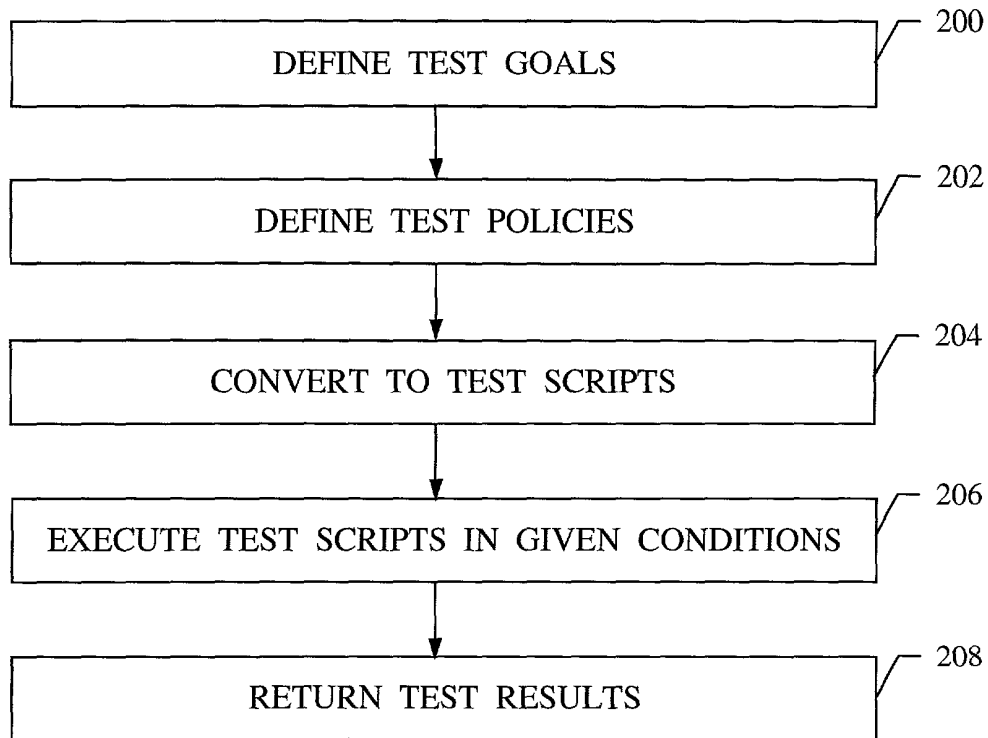 200
DEFINE TEST GOALS
202
DEFINE TEST POLICIES
204
CONVERT TO TEST SCRIPTS
206
EXECUTE TEST SCRIPTS IN GIVEN CONDITIONS
208
RETURN TEST RESULTS